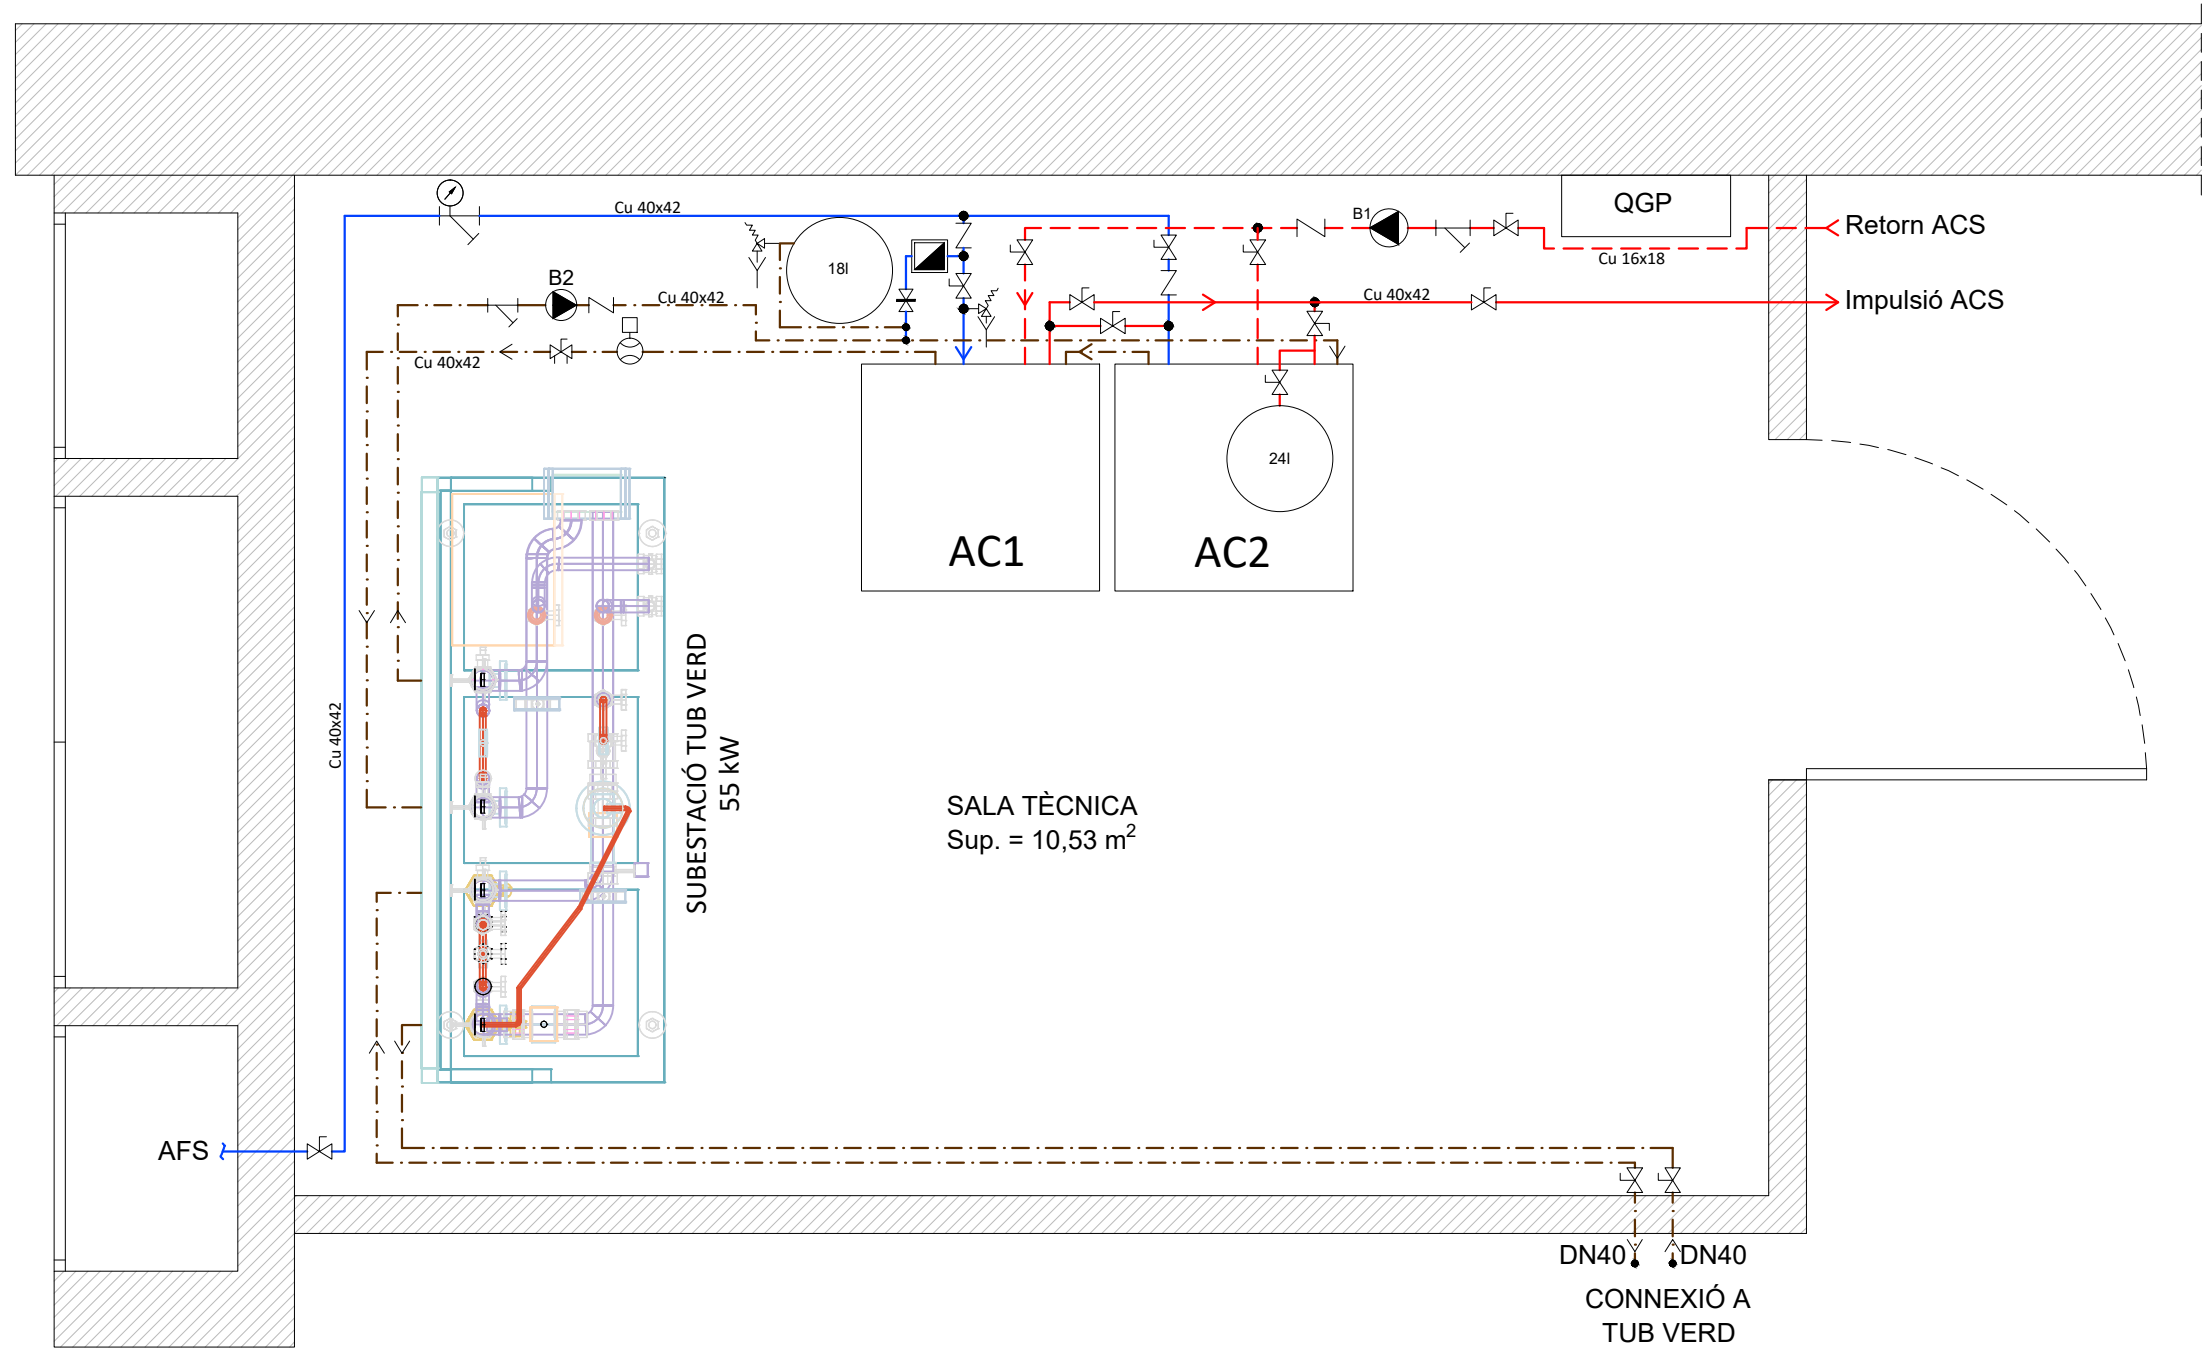 QGP
Cu 40x42
B1
Retorn ACS
Cu 16x18
18l
B2
Cu 40x42
Cu 40x42
Impulsió ACS
Cu 40x42
24l
AC1
AC2
SUBESTACIÓ TUB VERD
55 kW
Cu 40x42
SALA TÈCNICA
Sup. = 10,53 m²
AFS
DN40
DN40
CONNEXIÓ A
TUB VERD